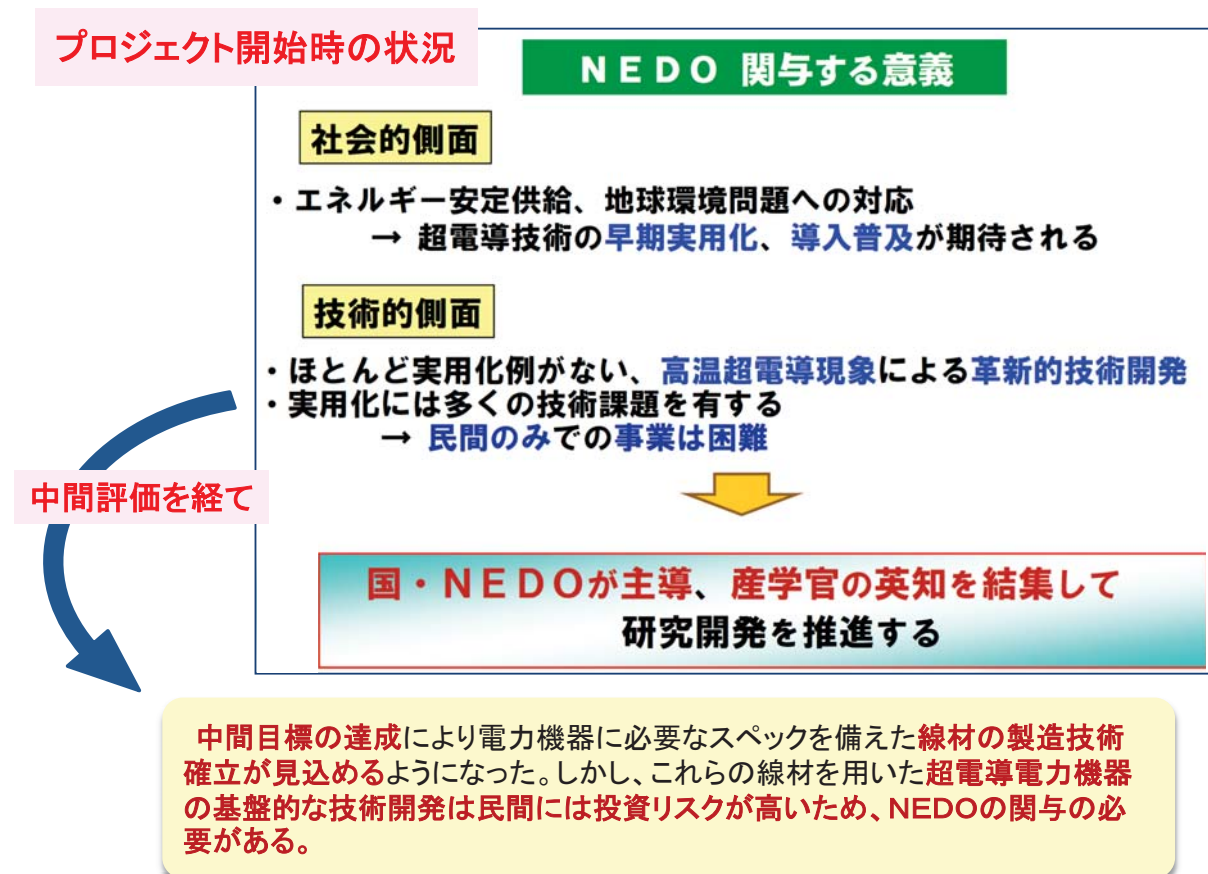 プロジェクト開始時の状況
NEDO 関与する意義
社会的側面
・エネルギー安定供給、地球環境問題への対応
→ 超電導技術の早期実用化、導入普及が期待される
技術的側面
・ほとんど実用化例がない、高温超電導現象による革新的技術開発
・実用化には多くの技術課題を有する
→ 民間のみでの事業は困難
中間評価を経て
国・NEDOが主導、産学官の英知を結集して
研究開発を推進する
中間目標の達成により電力機器に必要なスペックを備えた線材の製造技術
確立が見込めるようになった。しかし、これらの線材を用いた超電導電力機器
の基盤的な技術開発は民間には投資リスクが高いため、NEDOの関与の必
要がある。